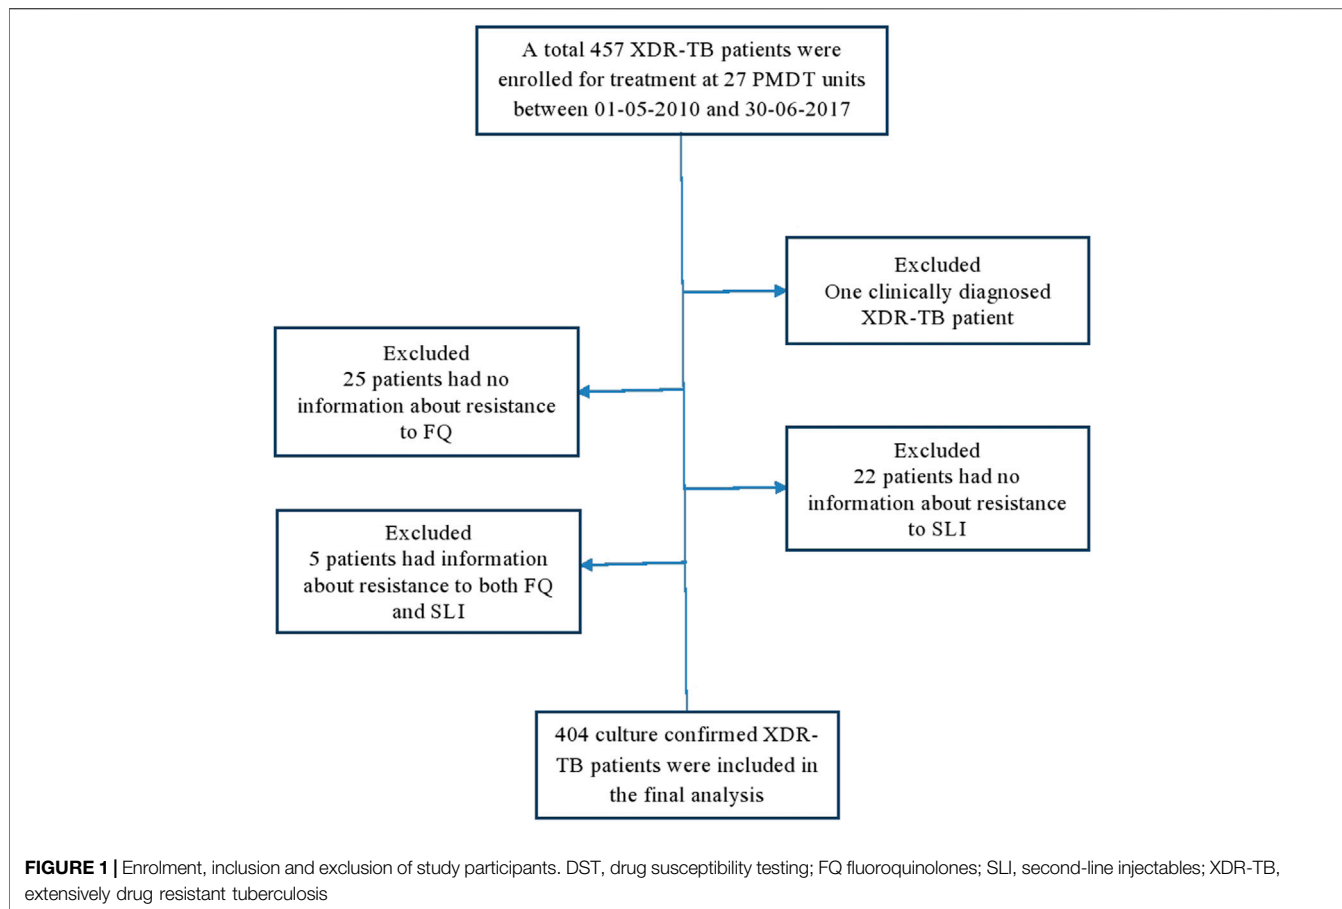 A total 457 XDR-TB patients were
enrolled for treatment at 27 PMDT units
between 01-05-2010 and 30-06-2017
Excluded
One clinically diagnosed
XDR-TB patient
Excluded
25 patients had no
information about resistance
to FQ
Excluded
22 patients had no
information about resistance
to SLI
Excluded
5 patients had information
about resistance to both FQ
and SLI
404 culture confirmed XDR-
TB patients were included in
the final analysis
FIGURE 1 | Enrolment, inclusion and exclusion of study participants. DST, drug susceptibility testing; FQ fluoroquinolones; SLI, second-line injectables; XDR-TB,
extensively drug resistant tuberculosis